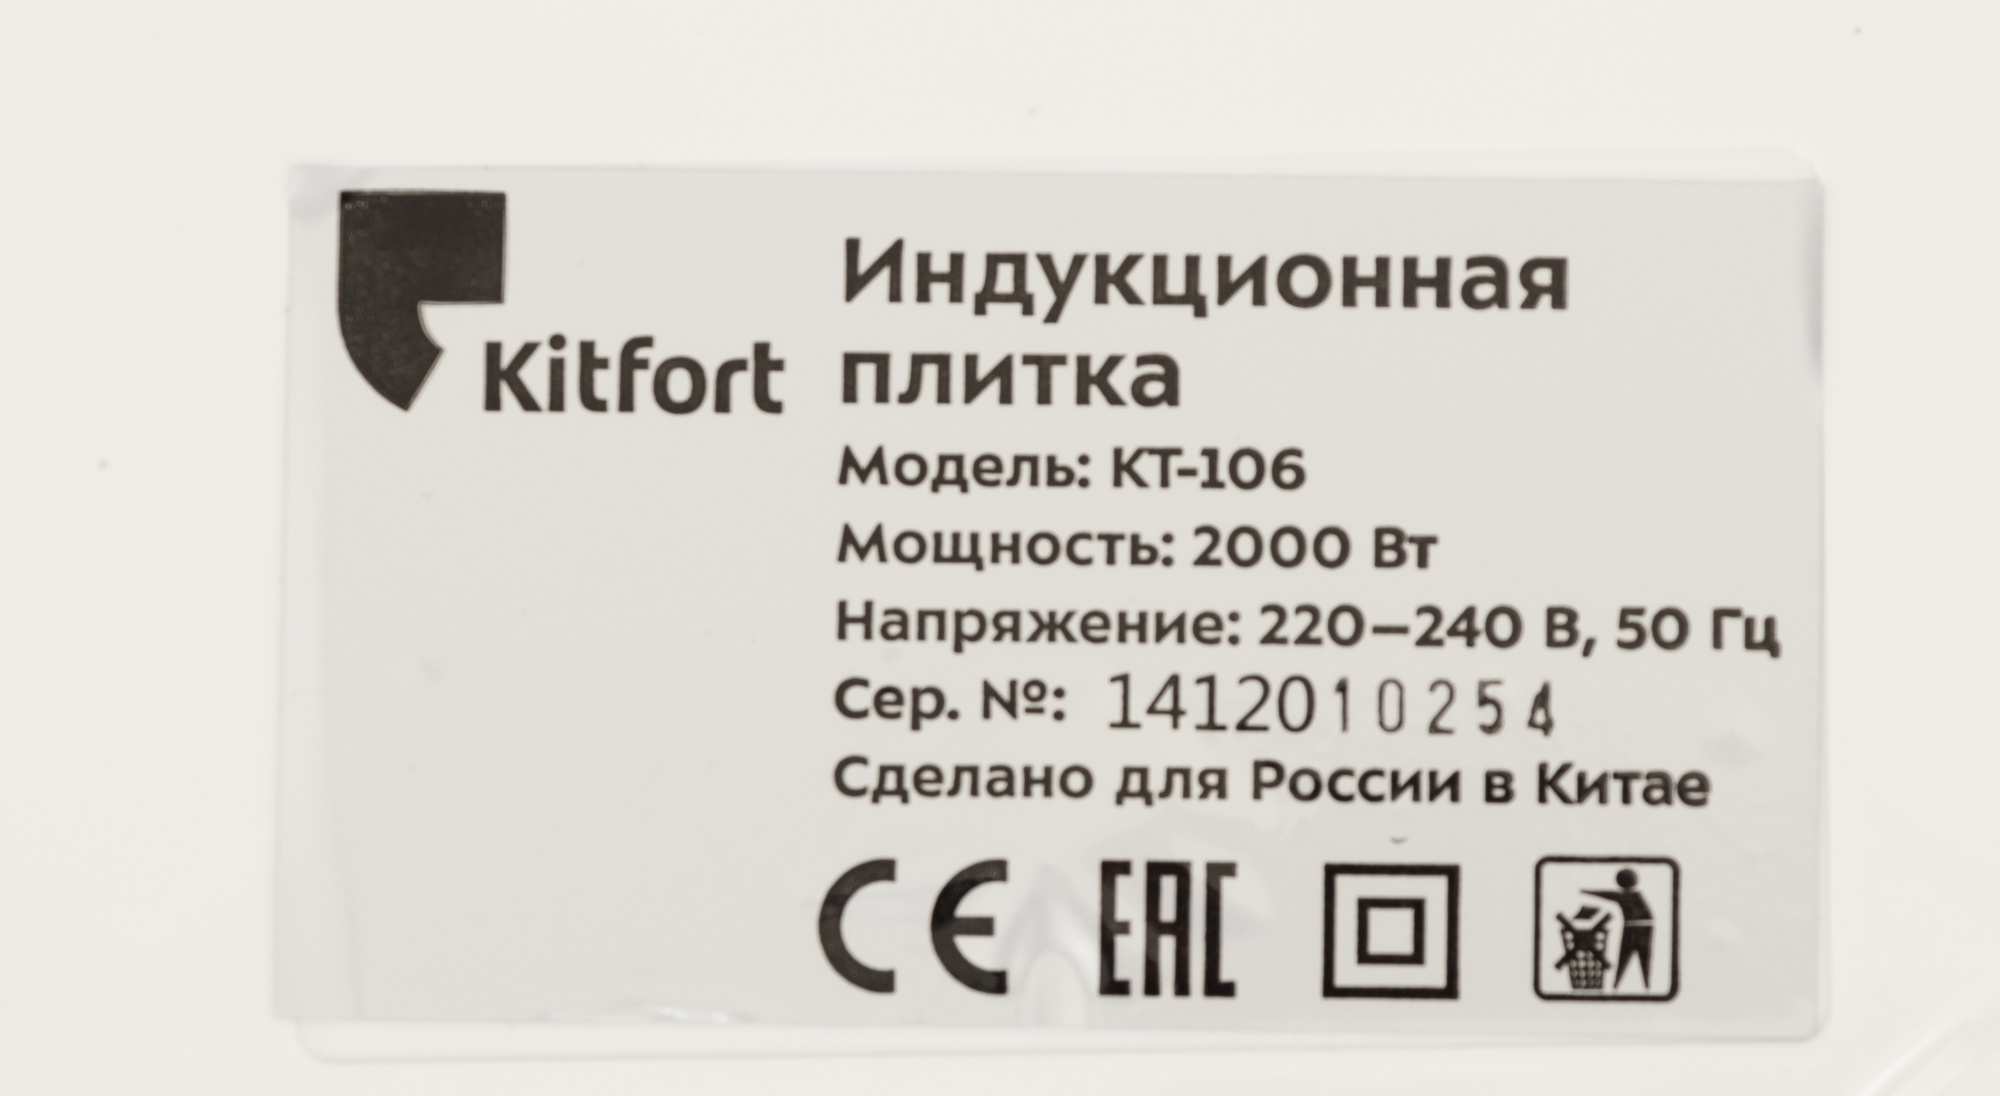 Kitfort
Индукционная
плитка
Модель: КТ-106
Мощность: 2000 Вт
Напряжение: 220–240 В, 50 Гц
Сер. №: 1412010254
Сделано для России в Китае
CE EAC